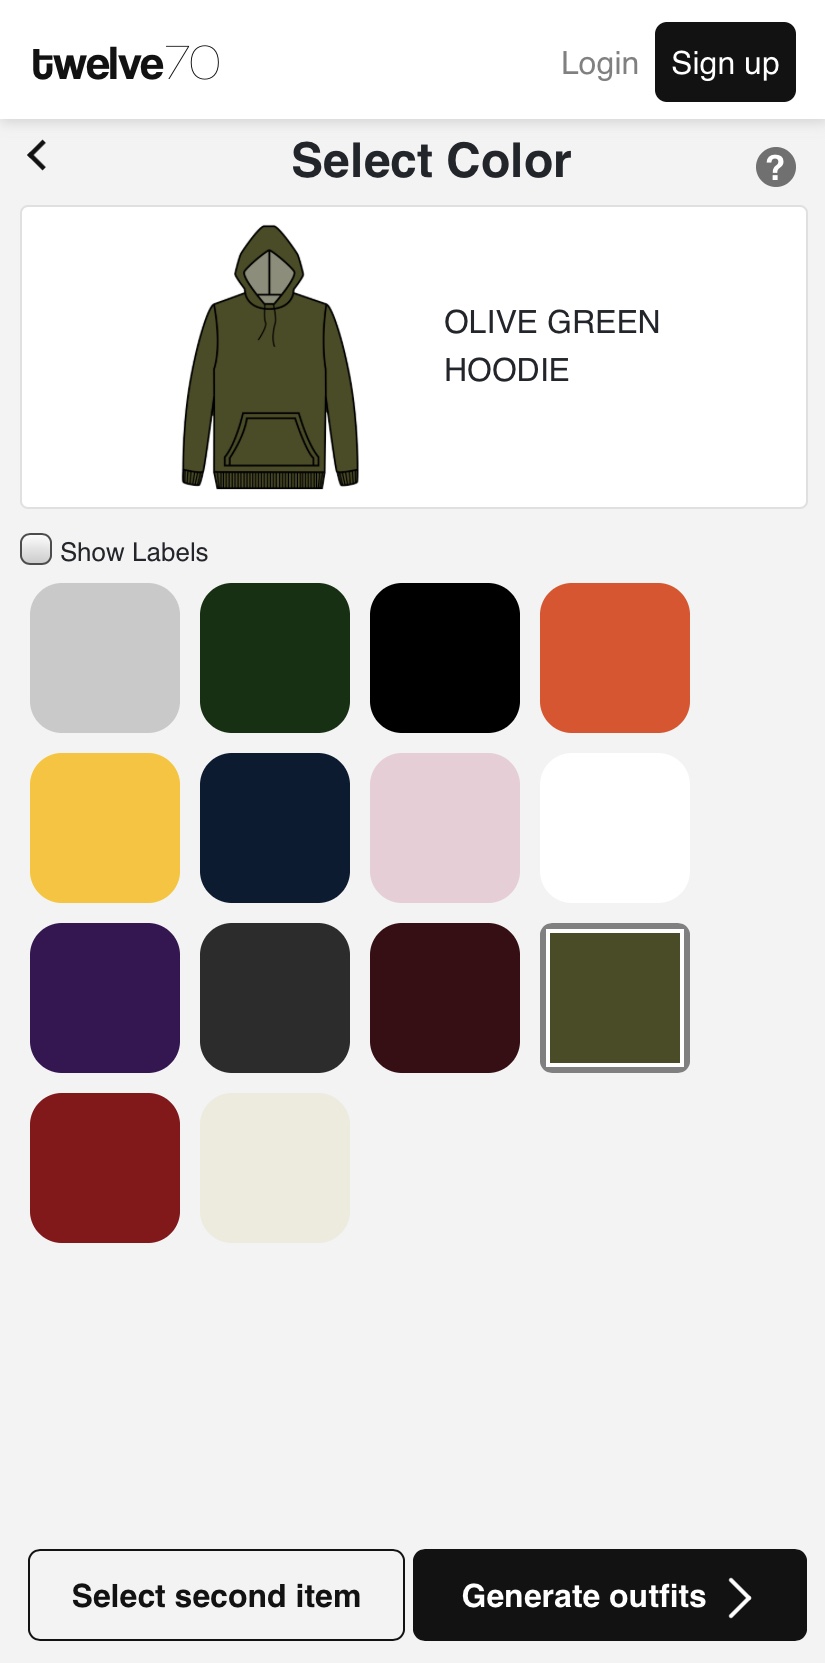 twelve70
Login
Sign up
Select Color
?
OLIVE GREEN
HOODIE
Show Labels
Select second item
Generate outfits